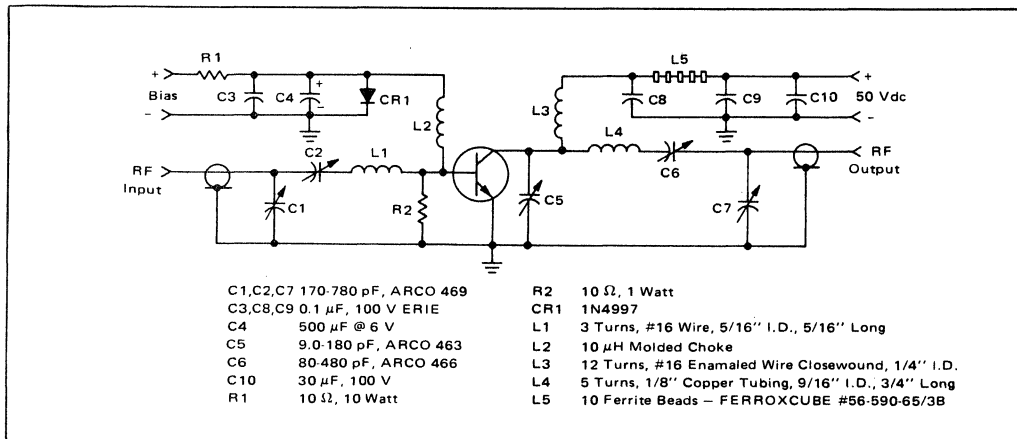 R1
L5
+
+
+
Bias
C3
C4
CR1
C8
C9
C10
50 Vdc
L3
−
−
−
L2
L4
C2
L1
RF
Input
C6
RF
Output
C1
R2
C5
C7
C1,C2,C7 170-780 pF, ARCO 469
C3,C8,C9 0.1 µF, 100 V ERIE
C4 500 µF @ 6 V
C5 9.0-180 pF, ARCO 463
C6 80-480 pF, ARCO 466
C10 30 µF, 100 V
R1 10 Ω, 10 Watt
R2 10 Ω, 1 Watt
CR1 1N4997
L1 3 Turns, #16 Wire, 5/16'' I.D., 5/16'' Long
L2 10 µH Molded Choke
L3 12 Turns, #16 Enamaled Wire Closewound, 1/4'' I.D.
L4 5 Turns, 1/8'' Copper Tubing, 9/16'' I.D., 3/4'' Long
L5 10 Ferrite Beads — FERROXCUBE #56-590-65/3B